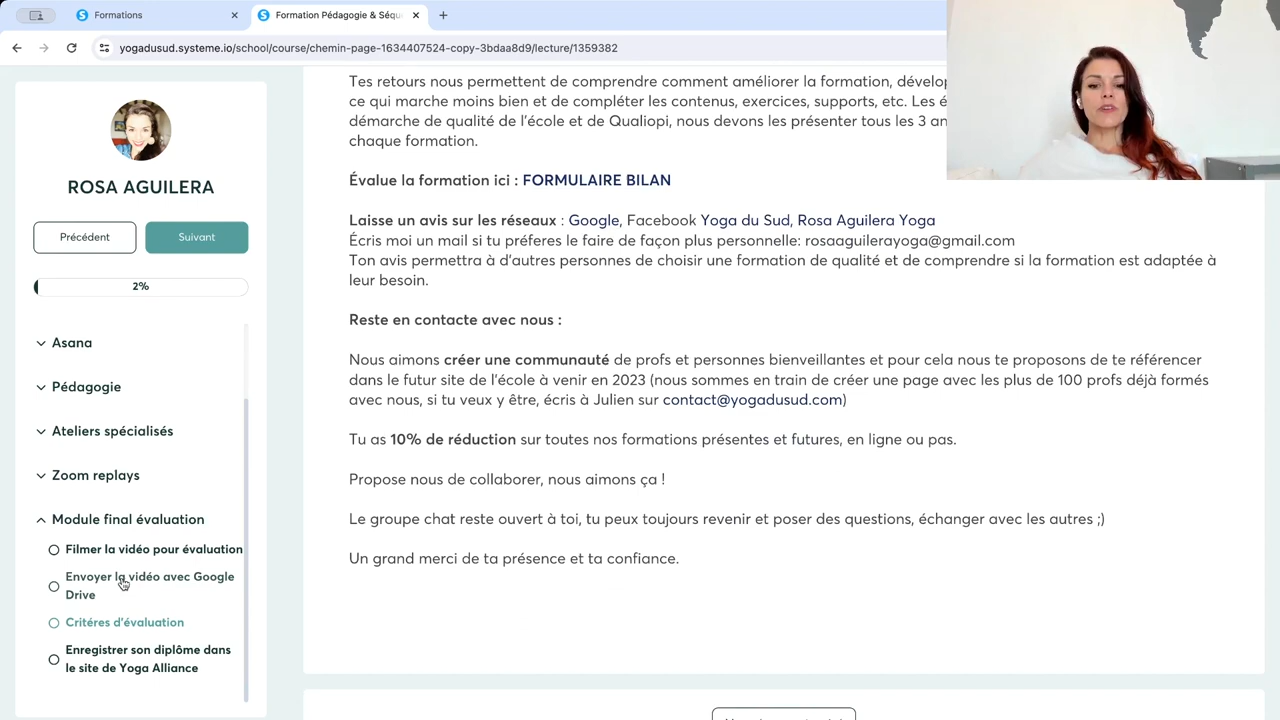 Formations
Formation Pédagogie & Séqu
yogadusud.systeme.io/school/course/chemin-page-1634407524-copy-3bdaa8d9/lecture/1359382
ROSA AGUILERA
Précédent
Suivant
2%
Asana
Pédagogie
Ateliers spécialisés
Zoom replays
Module final évaluation
Filmer la vidéo pour évaluation
Envoyer la vidéo avec Google
Drive
Critéres d'évaluation
Enregistrer son diplôme dans
le site de Yoga Alliance
Tes retours nous permettent de comprendre comment améliorer la formation, dévelop
ce qui marche moins bien et de compléter les contenus, exercices, supports, etc. Les é
démarche de qualité de l'école et de Qualiopi, nous devons les présenter tous les 3 an
chaque formation.
Évalue la formation ici : FORMULAIRE BILAN
Laisse un avis sur les réseaux : Google, Facebook Yoga du Sud, Rosa Aguilera Yoga
Écris moi un mail si tu préferes le faire de façon plus personnelle: rosaaguilerayoga@gmail.com
Ton avis permettra à d'autres personnes de choisir une formation de qualité et de comprendre si la formation est adaptée à
leur besoin.
Reste en contacte avec nous :
Nous aimons créer une communauté de profs et personnes bienveillantes et pour cela nous te proposons de te référencer
dans le futur site de l'école à venir en 2023 (nous sommes en train de créer une page avec les plus de 100 profs déjà formés
avec nous, si tu veux y être, écris à Julien sur contact@yogadusud.com)
Tu as 10% de réduction sur toutes nos formations présentes et futures, en ligne ou pas.
Propose nous de collaborer, nous aimons ça !
Le groupe chat reste ouvert à toi, tu peux toujours revenir et poser des questions, échanger avec les autres ;)
Un grand merci de ta présence et ta confiance.